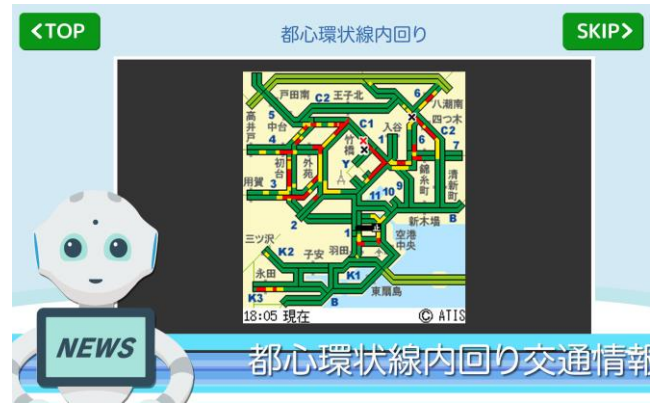 <TOP
都心環状線内回り
SKIP>
戸田南 C2 王子北 6 八潮南
高井戸 5 中台 C1 入谷 四つ木
4 竹橋 1 6 C2
7
初台 外苑 Y 錦糸町 清新町
用賀 3
11 10 9
2 新木場 B
三ツ沢 1 空港中央
K2 子安 羽田
永田 K1
東扇島
K3 B
18:05 現在 © ATIS
NEWS
都心環状線内回り交通情報